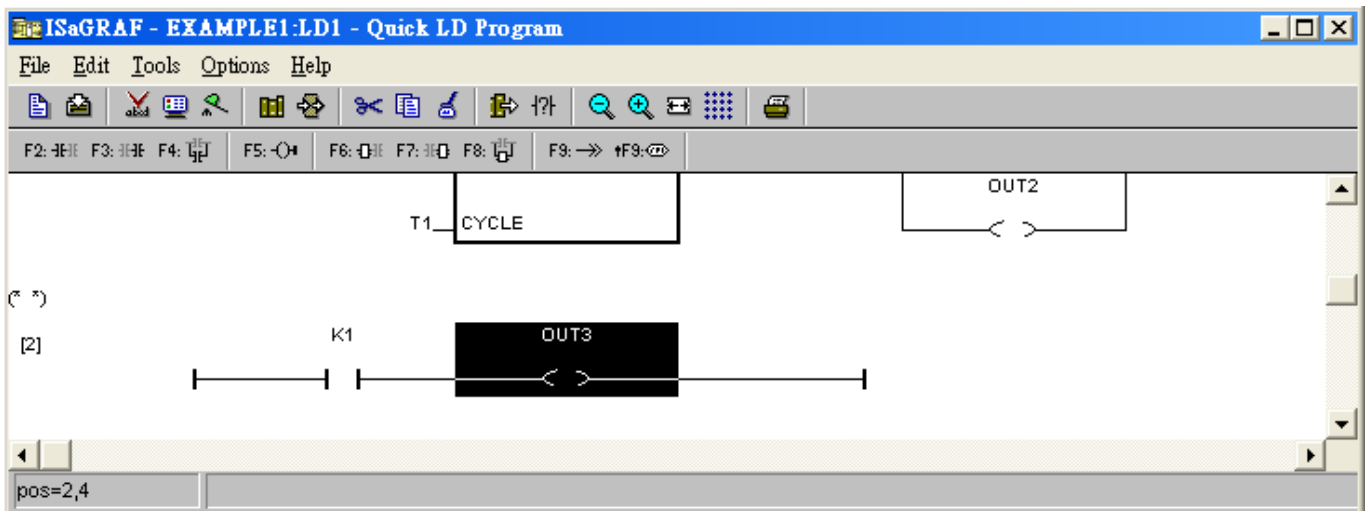 ISaGRAF - EXAMPLE1:LD1 - Quick LD Program
File Edit Tools Options Help
abcd
F2: F3: F4: F5: F6: F7: F8: F9: F9:
OUT2
T1 CYCLE
(* *)
K1 OUT3
[2]
pos=2,4